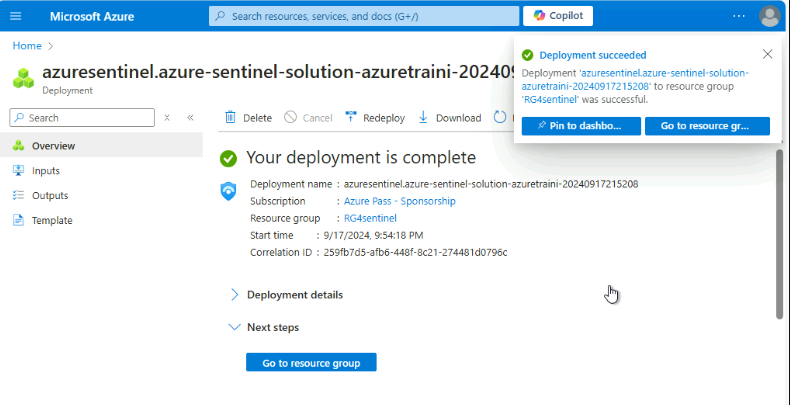 Microsoft Azure
Search resources, services, and docs (G+/)
Copilot
Home
azuresentinel.azure-sentinel-solution-azuretraini-202409
Deployment
Deployment succeeded
Deployment 'azuresentinel.azure-sentinel-solution-
azuretraini-20240917215208' to resource group
'RG4sentinel' was successful.
Pin to dashbo...
Go to resource gr...
Search
Delete
Cancel
Redeploy
Download
Overview
Inputs
Outputs
Template
Your deployment is complete
Deployment name : azuresentinel.azure-sentinel-solution-azuretraini-20240917215208
Subscription : Azure Pass - Sponsorship
Resource group : RG4sentinel
Start time : 9/17/2024, 9:54:18 PM
Correlation ID : 259fb7d5-afb6-448f-8c21-274481d0796c
Deployment details
Next steps
Go to resource group